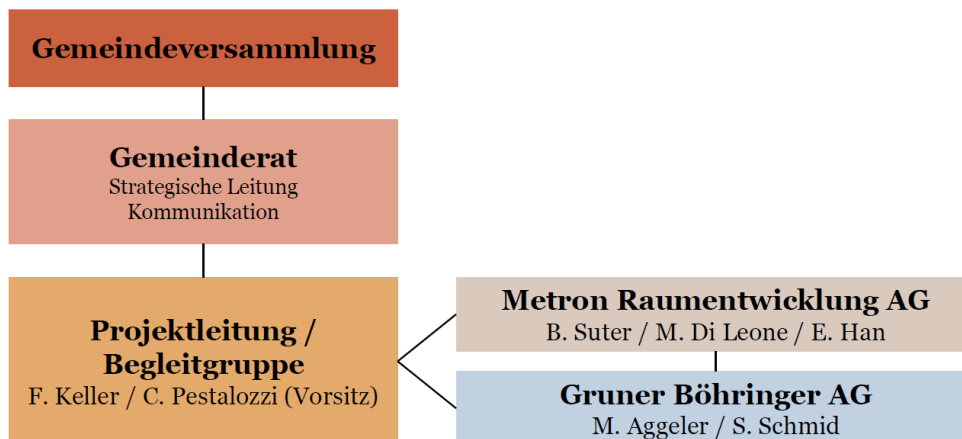 Gemeindeversammlung
Gemeinderat
Strategische Leitung
Kommunikation
Projektleitung /
Begleitgruppe
F. Keller / C. Pestalozzi (Vorsitz)
Metron Raumentwicklung AG
B. Suter / M. Di Leone / E. Han
Gruner Böhringer AG
M. Aggeler / S. Schmid